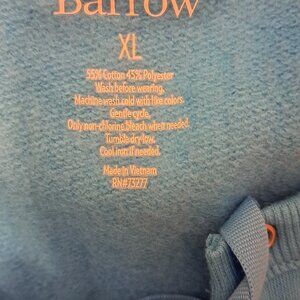 Barrow
XL
55% Cotton 45% Polyester
Wash before wearing.
Machine wash cold with like colors.
Gentle cycle.
Only non-chlorine bleach when needed.
Tumble dry low.
Cool iron if needed.
Made in Vietnam
RN#73277